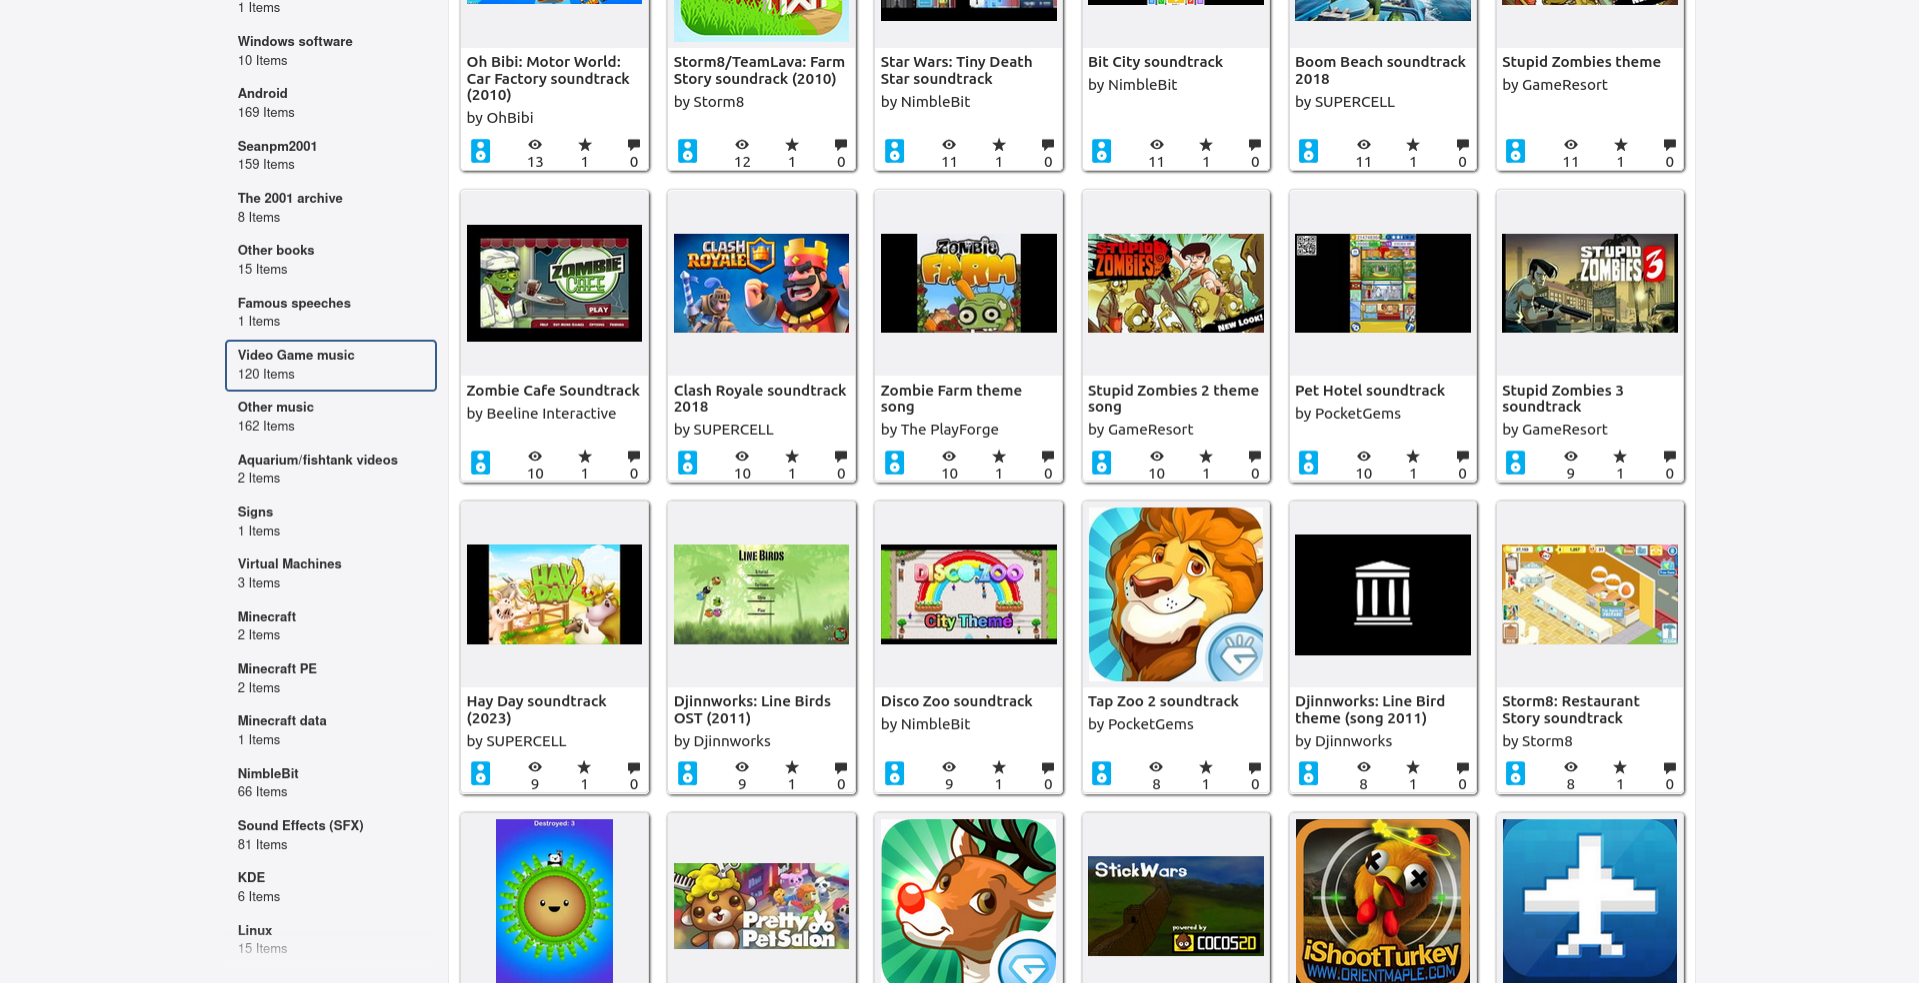 1 Items
Windows software
10 Items
Android
169 Items
Seanpm2001
159 Items
The 2001 archive
8 Items
Other books
15 Items
Famous speeches
1 Items
Video Game music
120 Items
Other music
162 Items
Aquarium/fishtank videos
2 Items
Signs
1 Items
Virtual Machines
3 Items
Minecraft
2 Items
Minecraft PE
2 Items
Minecraft data
1 Items
NimbleBit
66 Items
Sound Effects (SFX)
81 Items
KDE
6 Items
Linux
15 Items
Oh Bibi: Motor World:
Car Factory soundtrack
(2010)
by OhBibi
13 1 0
Storm8/TeamLava: Farm
Story soundrack (2010)
by Storm8
12 1 0
Star Wars: Tiny Death
Star soundtrack
by NimbleBit
11 1 0
Bit City soundtrack
by NimbleBit
11 1 0
Boom Beach soundtrack
2018
by SUPERCELL
11 1 0
Stupid Zombies theme
by GameResort
11 1 0
ZOMBIE
CAFE
PLAY
Zombie Cafe Soundtrack
by Beeline Interactive
10 1 0
CLASH
ROYALE
Clash Royale soundtrack
2018
by SUPERCELL
10 1 0
ZOMBIE
FARM
Zombie Farm theme
song
by The PlayForge
10 1 0
STUPID
ZOMBIES
NEW LOOK!
Stupid Zombies 2 theme
song
by GameResort
10 1 0
Pet Hotel soundtrack
by PocketGems
10 1 0
STUPID
ZOMBIES 3
Stupid Zombies 3
soundtrack
by GameResort
9 1 0
HAY
DAY
Hay Day soundtrack
(2023)
by SUPERCELL
9 1 0
LINE BIRDS
Djinnworks: Line Birds
OST (2011)
by Djinnworks
9 1 0
DISCO ZOO
City Theme
Disco Zoo soundtrack
by NimbleBit
9 1 0
Tap Zoo 2 soundtrack
by PocketGems
8 1 0
Djinnworks: Line Bird
theme (song 2011)
by Djinnworks
8 1 0
Storm8: Restaurant
Story soundtrack
by Storm8
8 1 0
Destroyed: 3
Pretty
Pet Salon
StickWars
powered by
COCOS2D
iShootTurkey
WWW.ORIENTMAPLE.COM